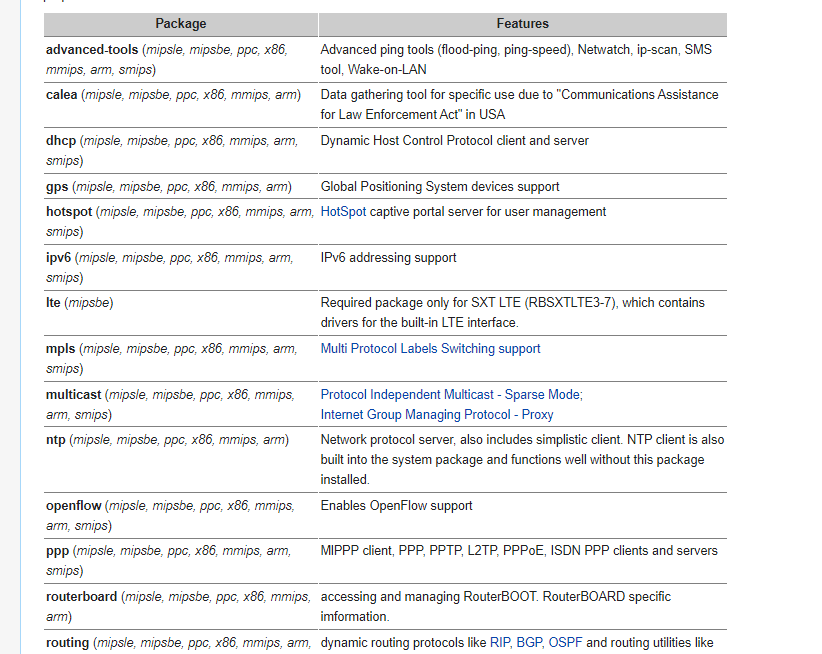 Package Features
advanced-tools (mipsle, mipsbe, ppc, x86,
mmips, arm, smips)
Advanced ping tools (flood-ping, ping-speed), Netwatch, ip-scan, SMS
tool, Wake-on-LAN
calea (mipsle, mipsbe, ppc, x86, mmips, arm)
Data gathering tool for specific use due to "Communications Assistance
for Law Enforcement Act" in USA
dhcp (mipsle, mipsbe, ppc, x86, mmips, arm,
smips)
Dynamic Host Control Protocol client and server
gps (mipsle, mipsbe, ppc, x86, mmips, arm)
Global Positioning System devices support
hotspot (mipsle, mipsbe, ppc, x86, mmips, arm,
smips)
HotSpot captive portal server for user management
ipv6 (mipsle, mipsbe, ppc, x86, mmips, arm,
smips)
IPv6 addressing support
lte (mipsbe)
Required package only for SXT LTE (RBSXTLTE3-7), which contains
drivers for the built-in LTE interface.
mpls (mipsle, mipsbe, ppc, x86, mmips, arm,
smips)
Multi Protocol Labels Switching support
multicast (mipsle, mipsbe, ppc, x86, mmips,
arm, smips)
Protocol Independent Multicast - Sparse Mode;
Internet Group Managing Protocol - Proxy
ntp (mipsle, mipsbe, ppc, x86, mmips, arm)
Network protocol server, also includes simplistic client. NTP client is also
built into the system package and functions well without this package
installed.
openflow (mipsle, mipsbe, ppc, x86, mmips,
arm, smips)
Enables OpenFlow support
ppp (mipsle, mipsbe, ppc, x86, mmips, arm,
smips)
MlPPP client, PPP, PPTP, L2TP, PPPoE, ISDN PPP clients and servers
routerboard (mipsle, mipsbe, ppc, x86, mmips,
arm)
accessing and managing RouterBOOT. RouterBOARD specific
imformation.
routing (mipsle, mipsbe, ppc, x86, mmips, arm,
dynamic routing protocols like RIP, BGP, OSPF and routing utilities like